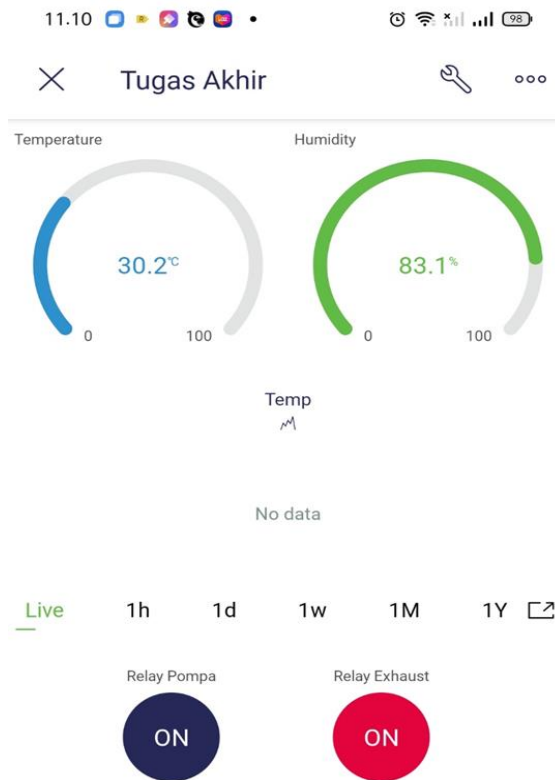 11.10 98
Tugas Akhir
Temperature Humidity
30.2°C 83.1%
0 100 0 100
Temp
No data
Live 1h 1d 1w 1M 1Y
Relay Pompa Relay Exhaust
ON ON